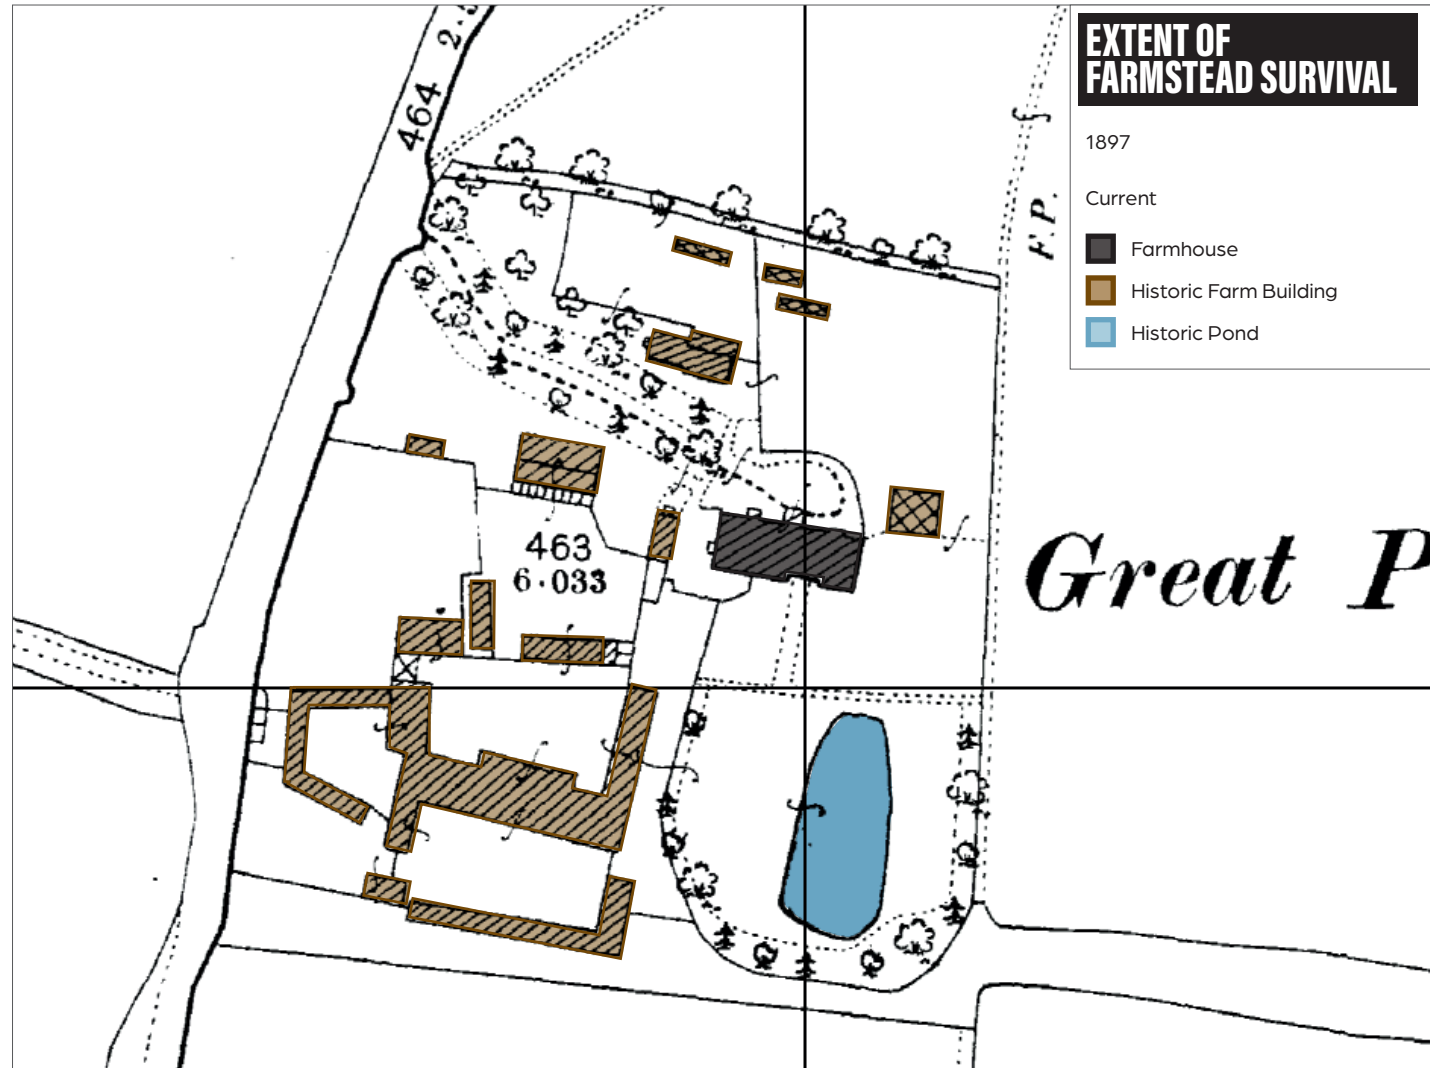 EXTENT OF
FARMSTEAD SURVIVAL
1897
Current
Farmhouse
Historic Farm Building
Historic Pond
464
F.P.
463
6·033
Great P